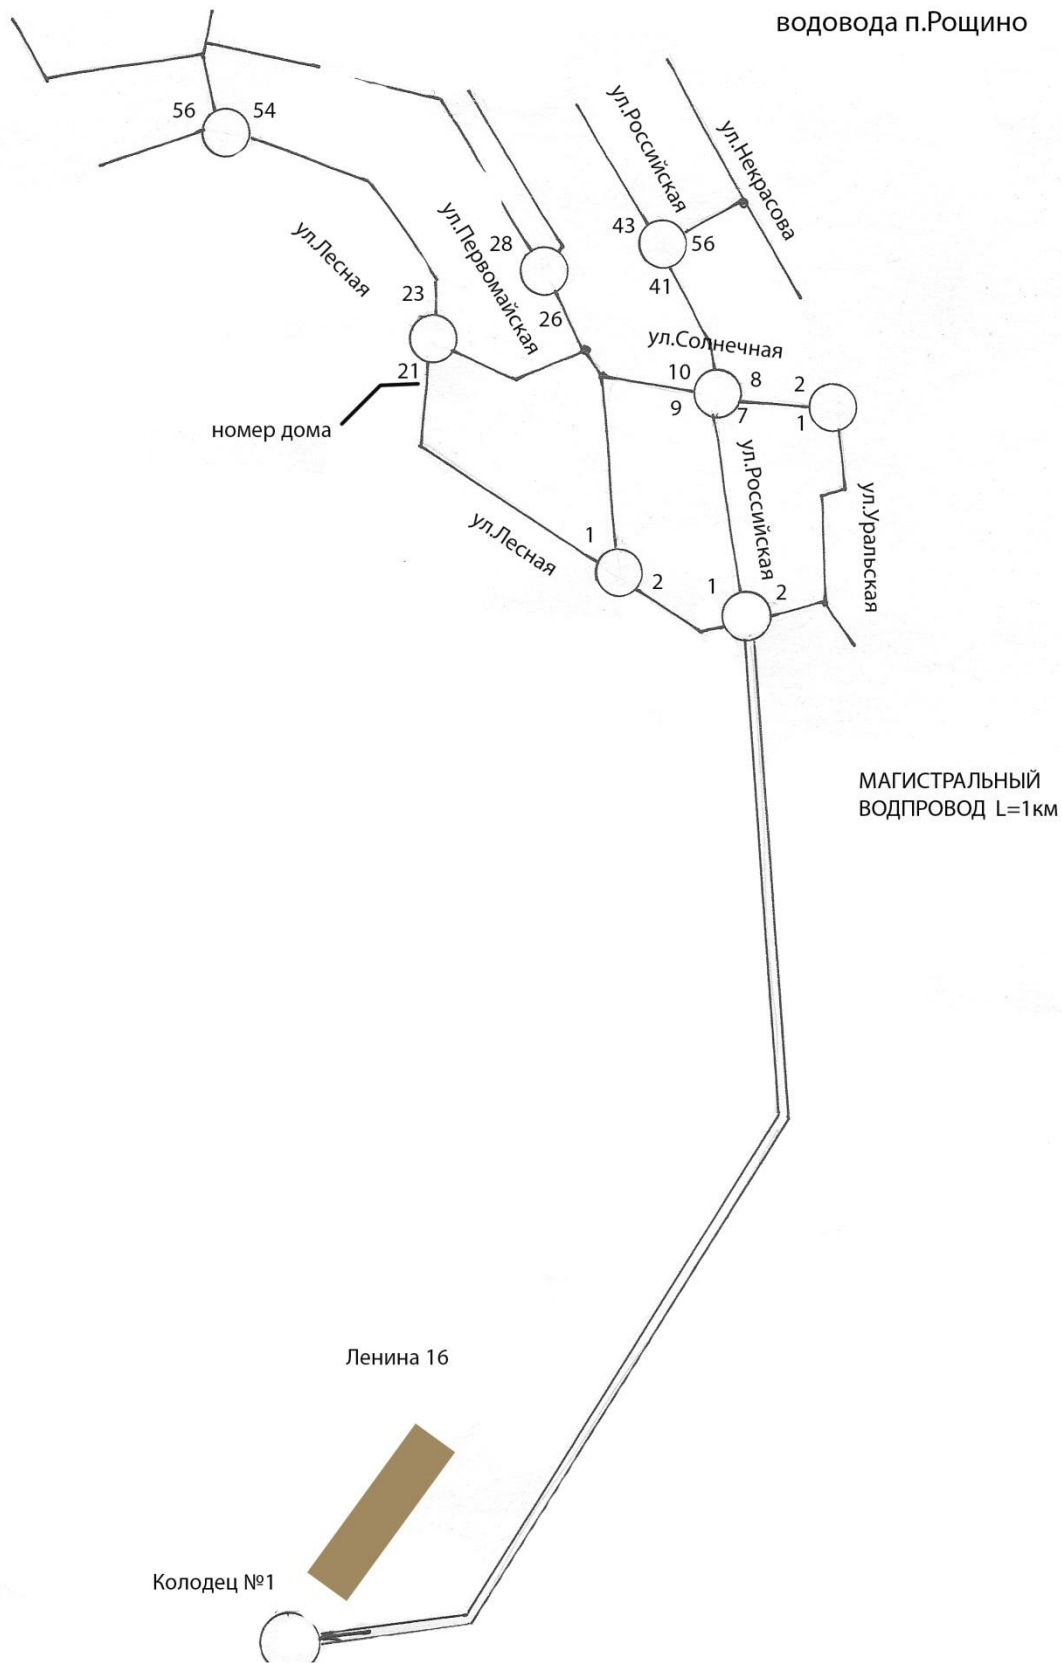 водовода п.Рощино
56
54
ул.Российская
ул.Некрасова
ул.Лесная
ул.Первомайская
28
43
56
41
23
26
ул.Солнечная
21
10
8
2
9
7
1
номер дома
ул.Российская
ул.Уральская
ул.Лесная
1
2
1
2
МАГИСТРАЛЬНЫЙ
ВОДПРОВОД L=1км
Ленина 16
Колодец №1